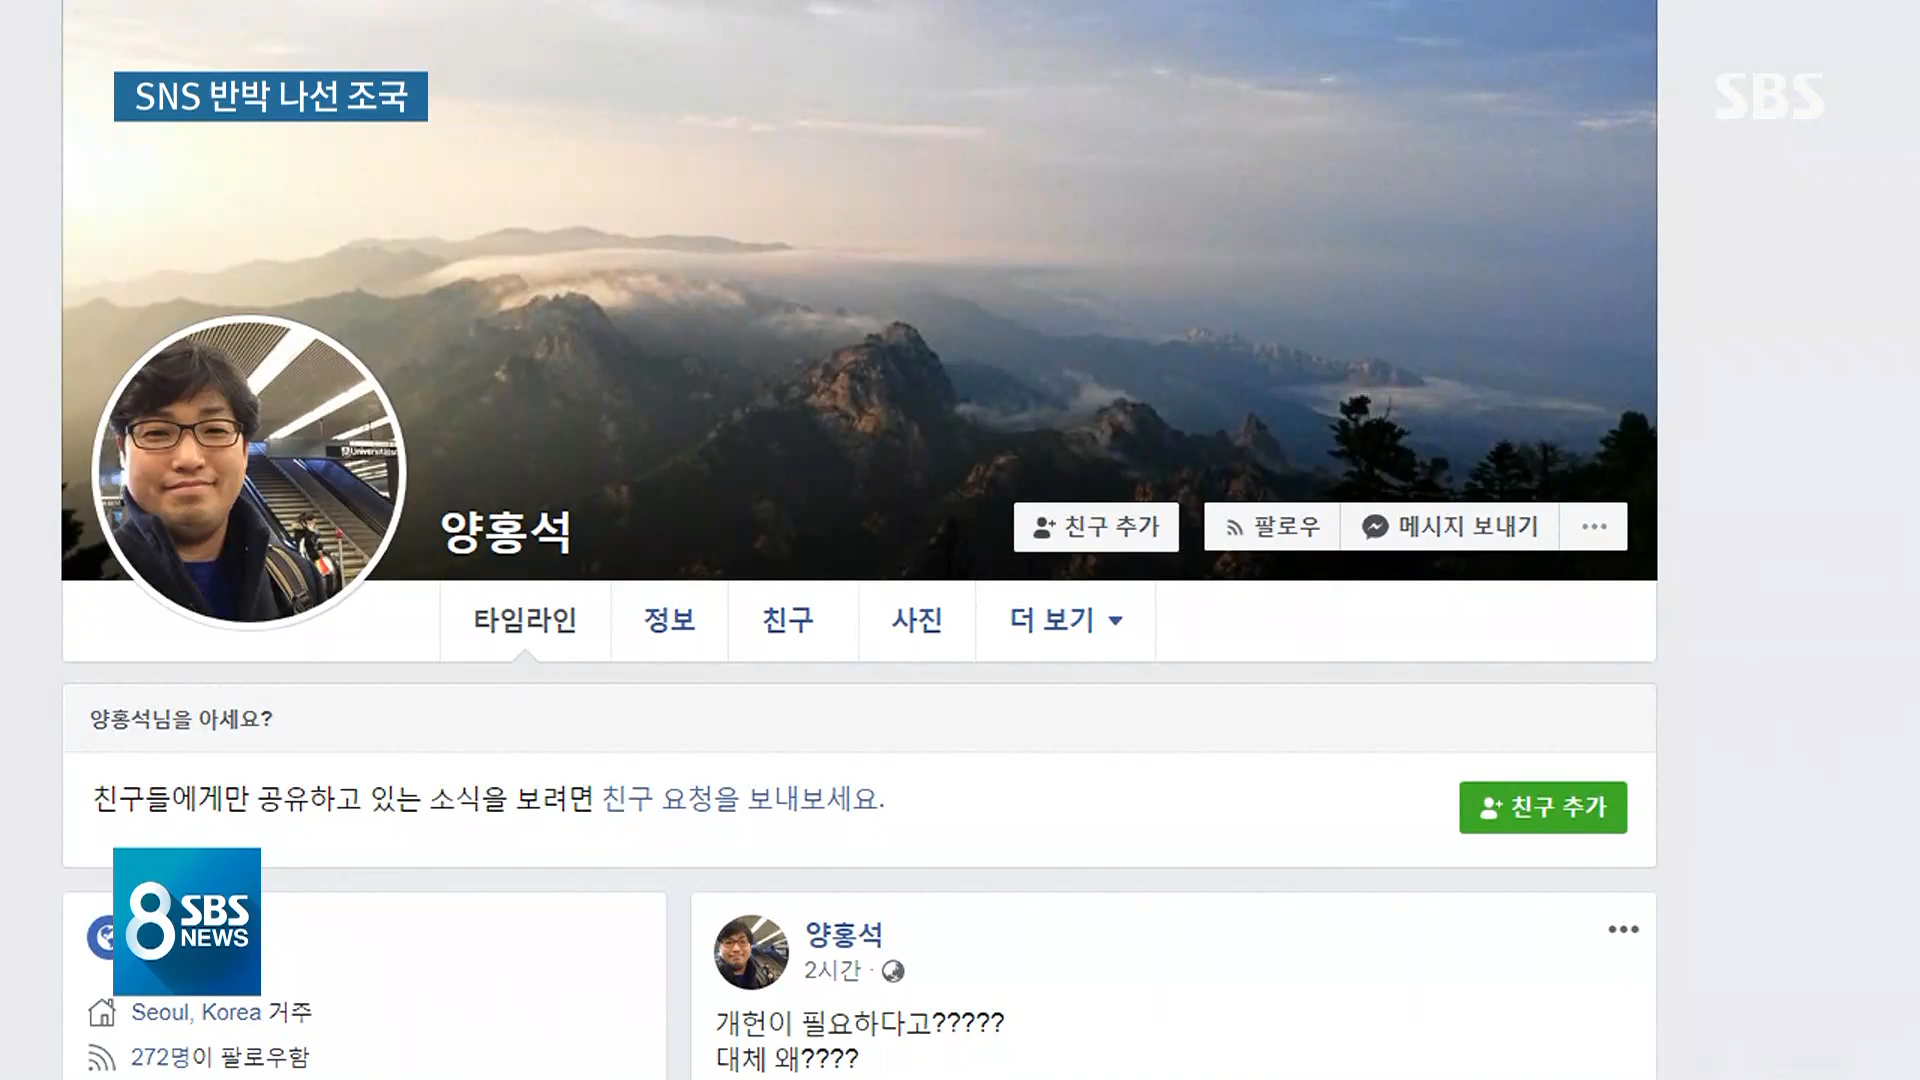 SNS 반박 나선 조국
SBS
양홍석
친구 추가
팔로우
메시지 보내기
타임라인
정보
친구
사진
더 보기
양홍석님을 아세요?
친구들에게만 공유하고 있는 소식을 보려면 친구 요청을 보내보세요.
친구 추가
8 SBS NEWS
Seoul, Korea 거주
272명이 팔로우함
양홍석
2시간 ·
개헌이 필요하다고?????
대체 왜????